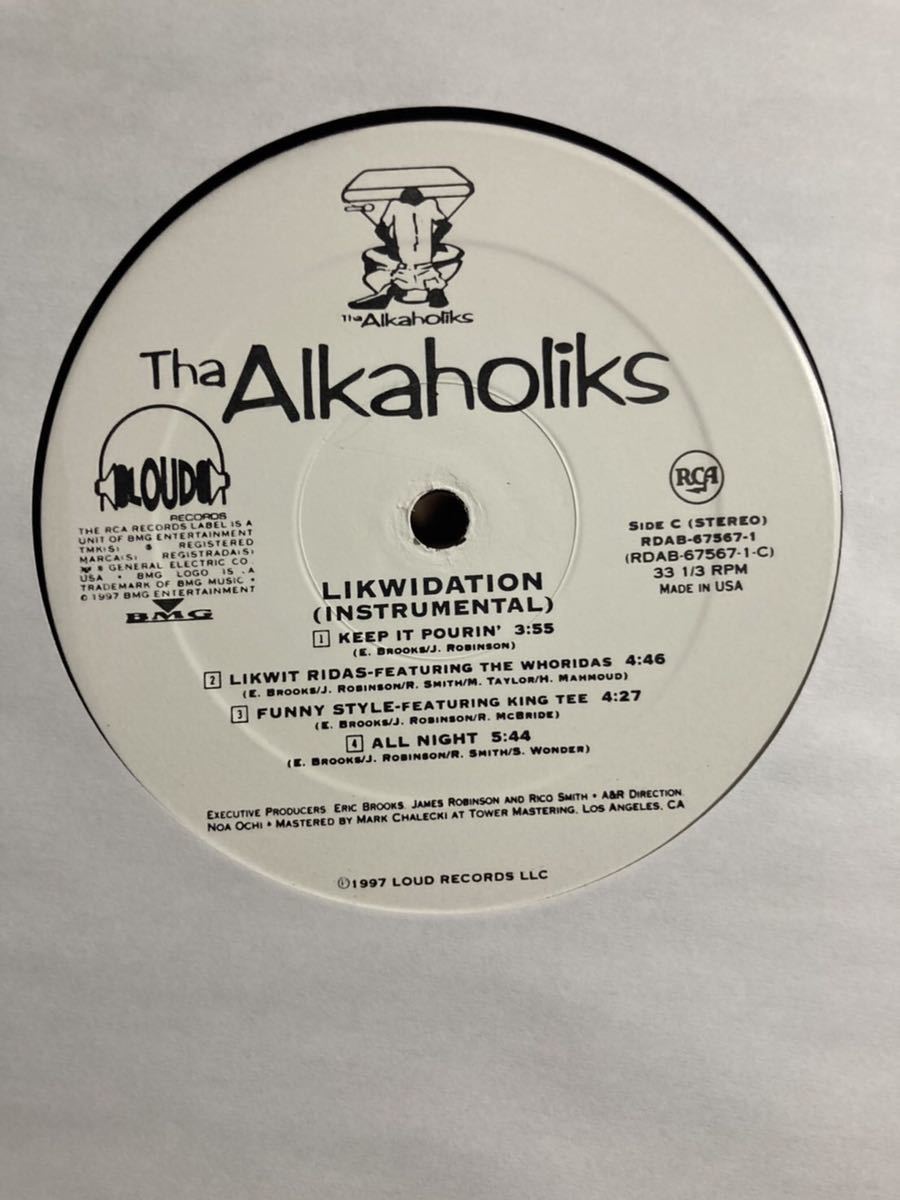 Tha Alkaholiks
Tha Alkaholiks
LOUD
RECORDS
THE RCA RECORDS LABEL IS A
UNIT OF BMG ENTERTAINMENT
TMK(S) ® REGISTERED
MARCA(S) REGISTRADA(S)
® GENERAL ELECTRIC CO.,
USA • BMG LOGO IS A
TRADEMARK OF BMG MUSIC •
© 1997 BMG ENTERTAINMENT
BMG
RCA
SIDE C (STEREO)
RDAB-67567-1
(RDAB-67567-1-C)
33 1/3 RPM
MADE IN USA
LIKWIDATION
(INSTRUMENTAL)
1 KEEP IT POURIN' 3:55
(E. BROOKS/J. ROBINSON)
2 LIKWIT RIDAS-FEATURING THE WHORIDAS 4:46
(E. BROOKS/J. ROBINSON/R. SMITH/M. TAYLOR/H. MAHMOUD)
3 FUNNY STYLE-FEATURING KING TEE 4:27
(E. BROOKS/J. ROBINSON/R. MCBRIDE)
4 ALL NIGHT 5:44
(E. BROOKS/J. ROBINSON/R. SMITH/S. WONDER)
EXECUTIVE PRODUCERS: ERIC BROOKS, JAMES ROBINSON AND RICO SMITH • A&R DIRECTION:
NOA OCHI • MASTERED BY MARK CHALECKI AT TOWER MASTERING, LOS ANGELES, CA
℗1997 LOUD RECORDS LLC